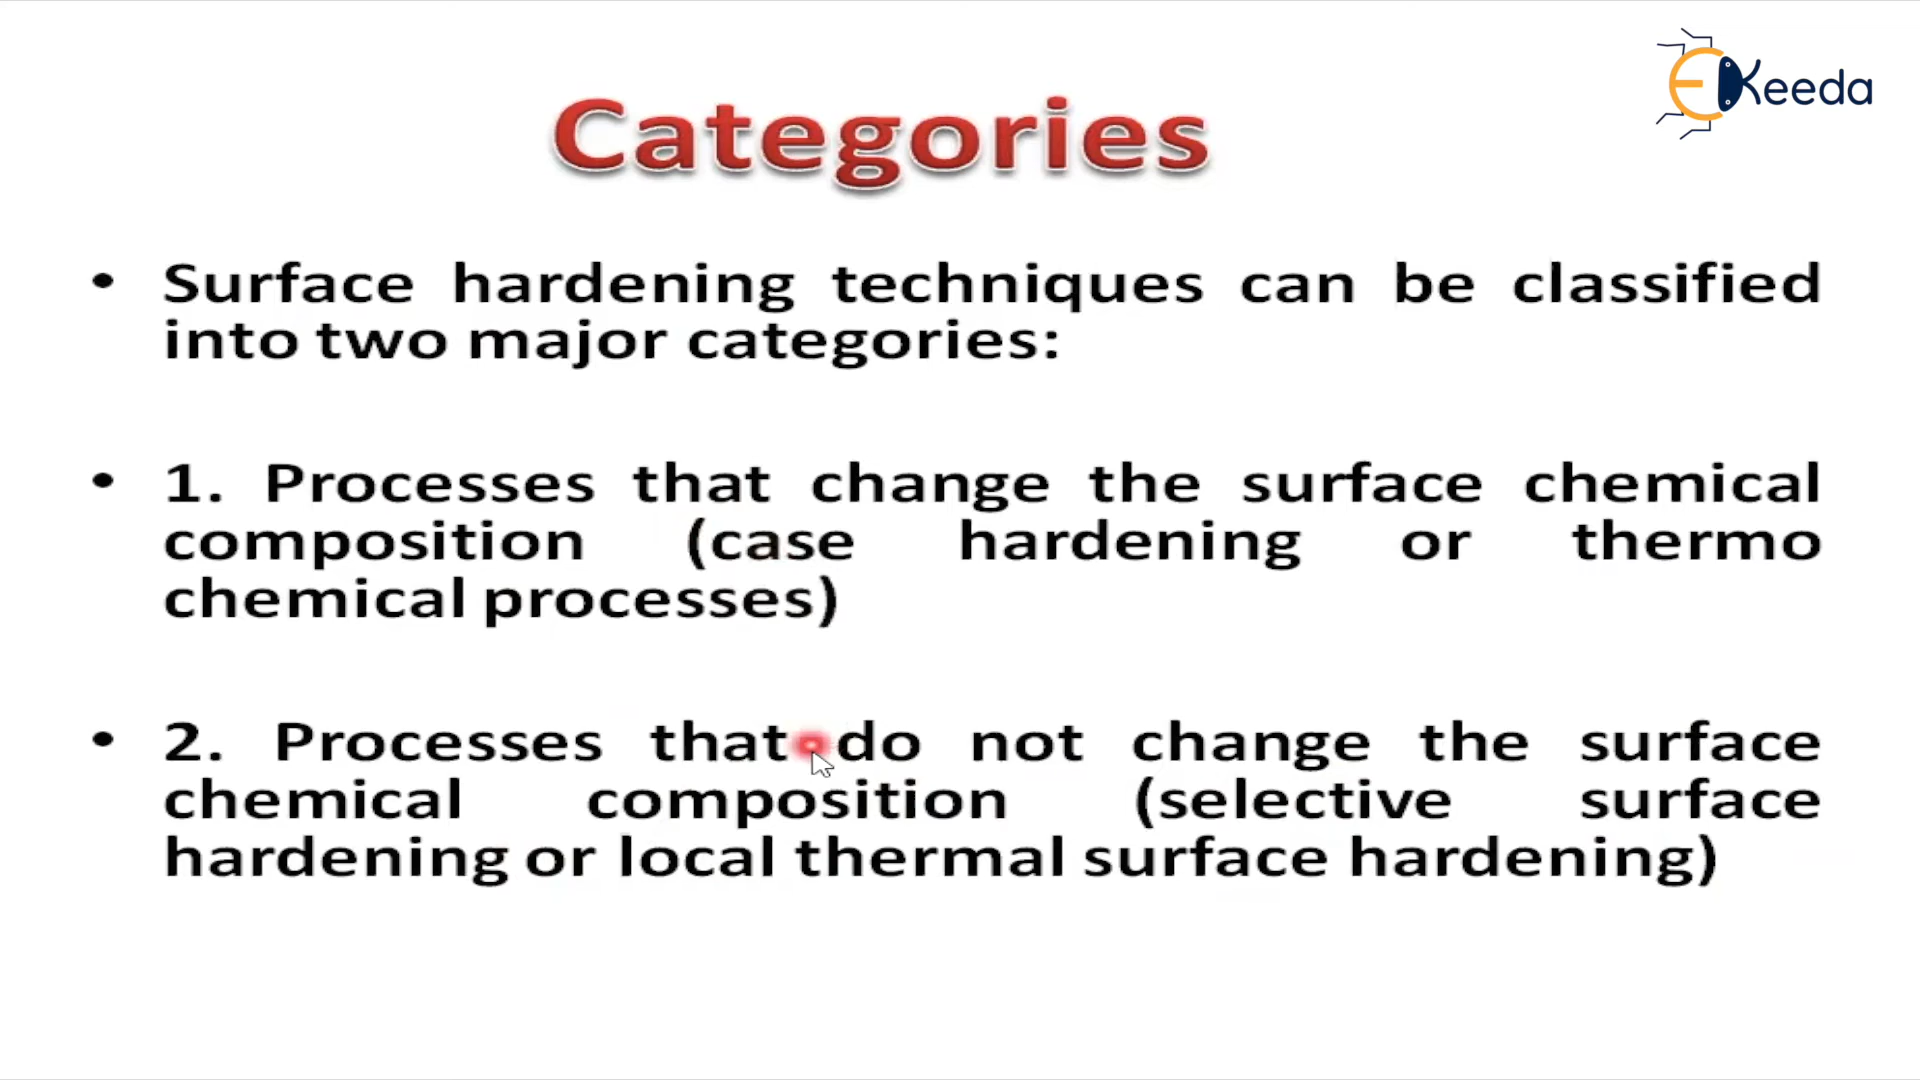 EKeeda
Categories
• Surface hardening techniques can be classified
into two major categories:
• 1. Processes that change the surface chemical
composition (case hardening or thermo
chemical processes)
• 2. Processes that do not change the surface
chemical composition (selective surface
hardening or local thermal surface hardening)